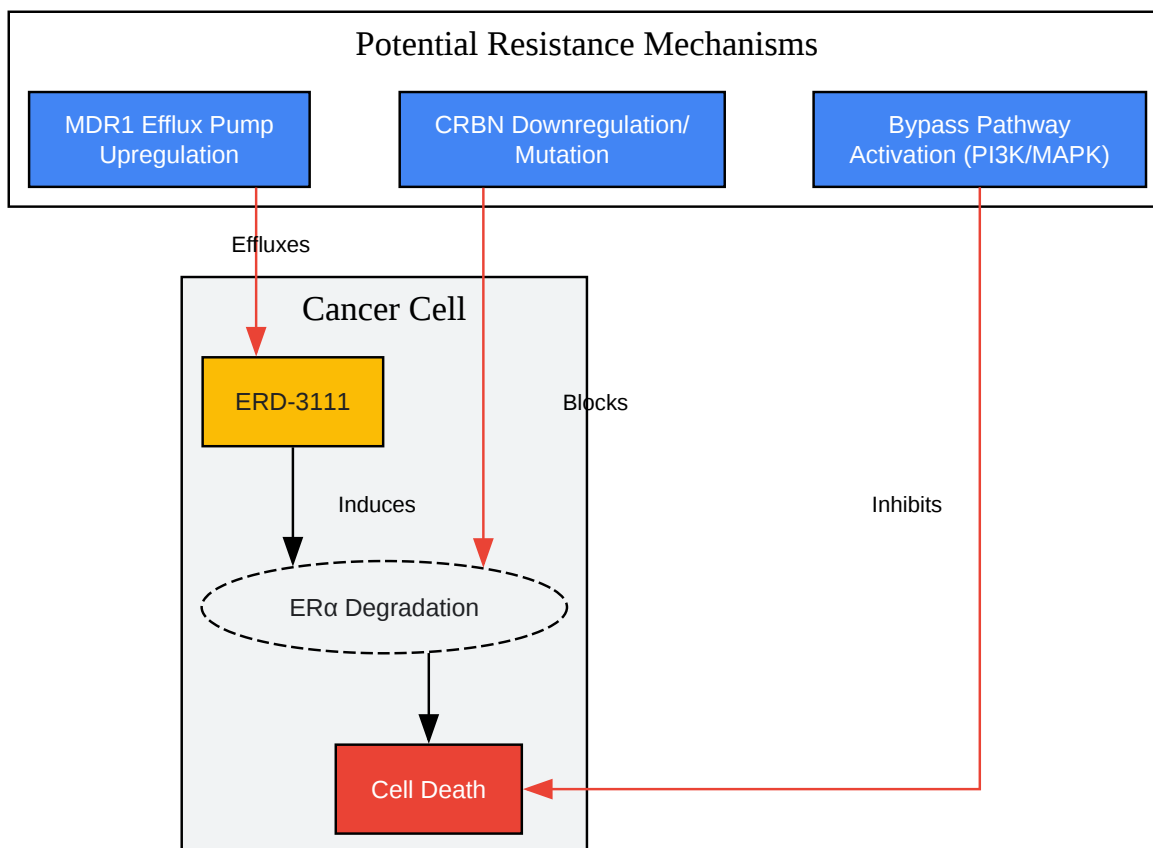 Potential Resistance Mechanisms
MDR1 Efflux Pump
Upregulation
CRBN Downregulation/
Mutation
Bypass Pathway
Activation (PI3K/MAPK)
Effluxes
Cancer Cell
ERD-3111
Blocks
Induces
Inhibits
ERα Degradation
Cell Death